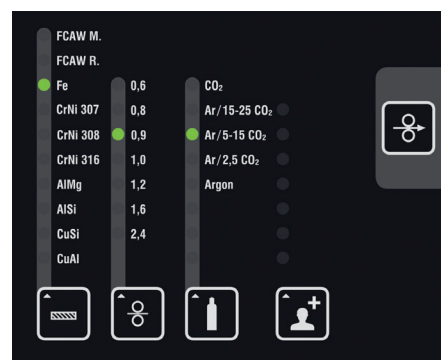 FCAW M.
FCAW R.
Fe
CrNi 307
CrNi 308
CrNi 316
AlMg
AlSi
CuSi
CuAl
0,6
0,8
0,9
1,0
1,2
1,6
2,4
CO₂
Ar/15-25 CO₂
Ar/5-15 CO₂
Ar/2,5 CO₂
Argon